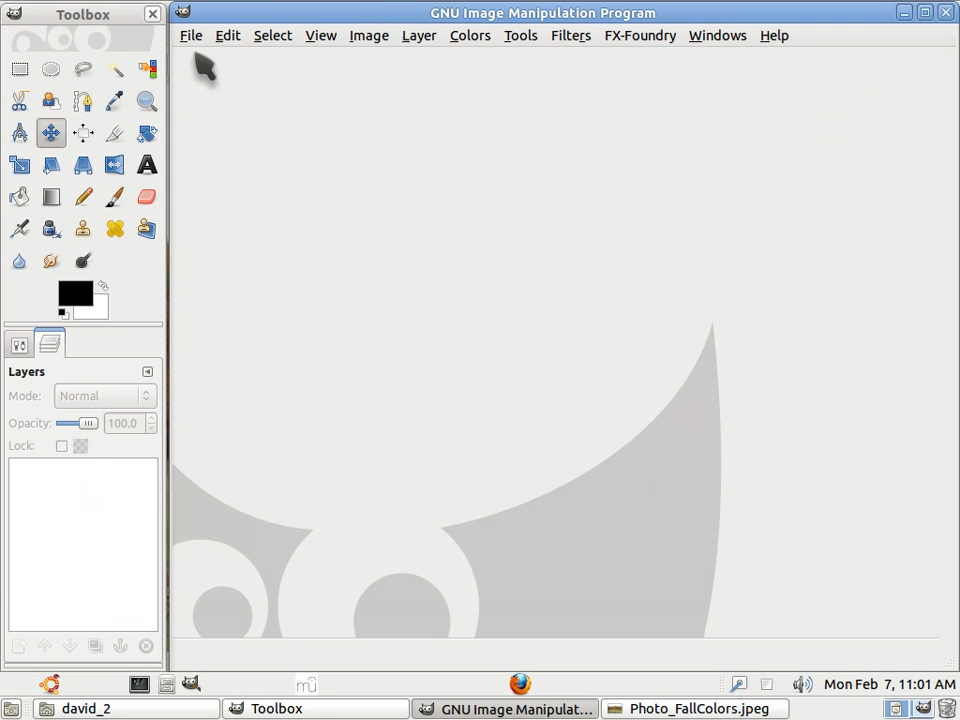 Toolbox
GNU Image Manipulation Program
File Edit Select View Image Layer Colors Tools Filters FX-Foundry Windows Help
Layers
Mode: Normal
Opacity: 100.0
Lock:
Mon Feb 7, 11:01 AM
david_2 Toolbox GNU Image Manipulat... Photo_FallColors.jpeg